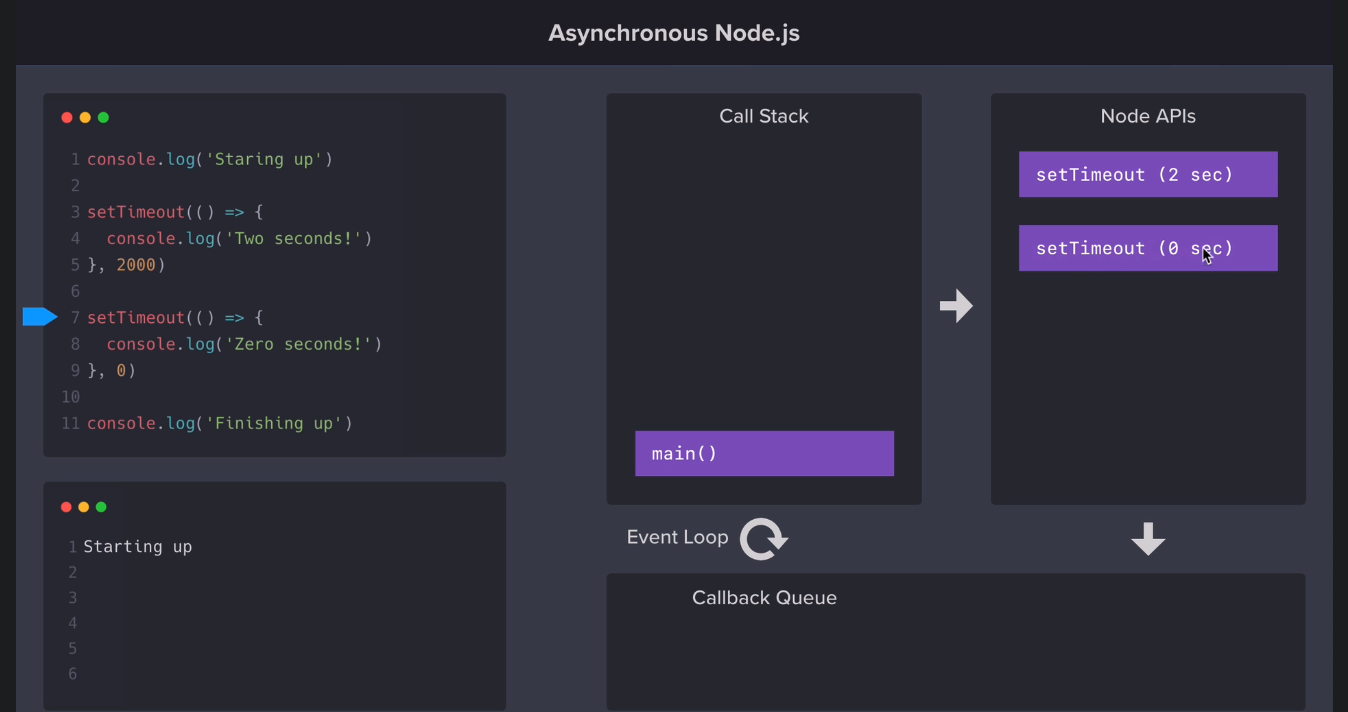 Asynchronous Node.js
1 console.log('Staring up')
2
3 setTimeout(() => {
4 console.log('Two seconds!')
5 }, 2000)
6
7 setTimeout(() => {
8 console.log('Zero seconds!')
9 }, 0)
10
11 console.log('Finishing up')
1 Starting up
2
3
4
5
6
Call Stack
main()
Node APIs
setTimeout (2 sec)
setTimeout (0 sec)
Event Loop
Callback Queue